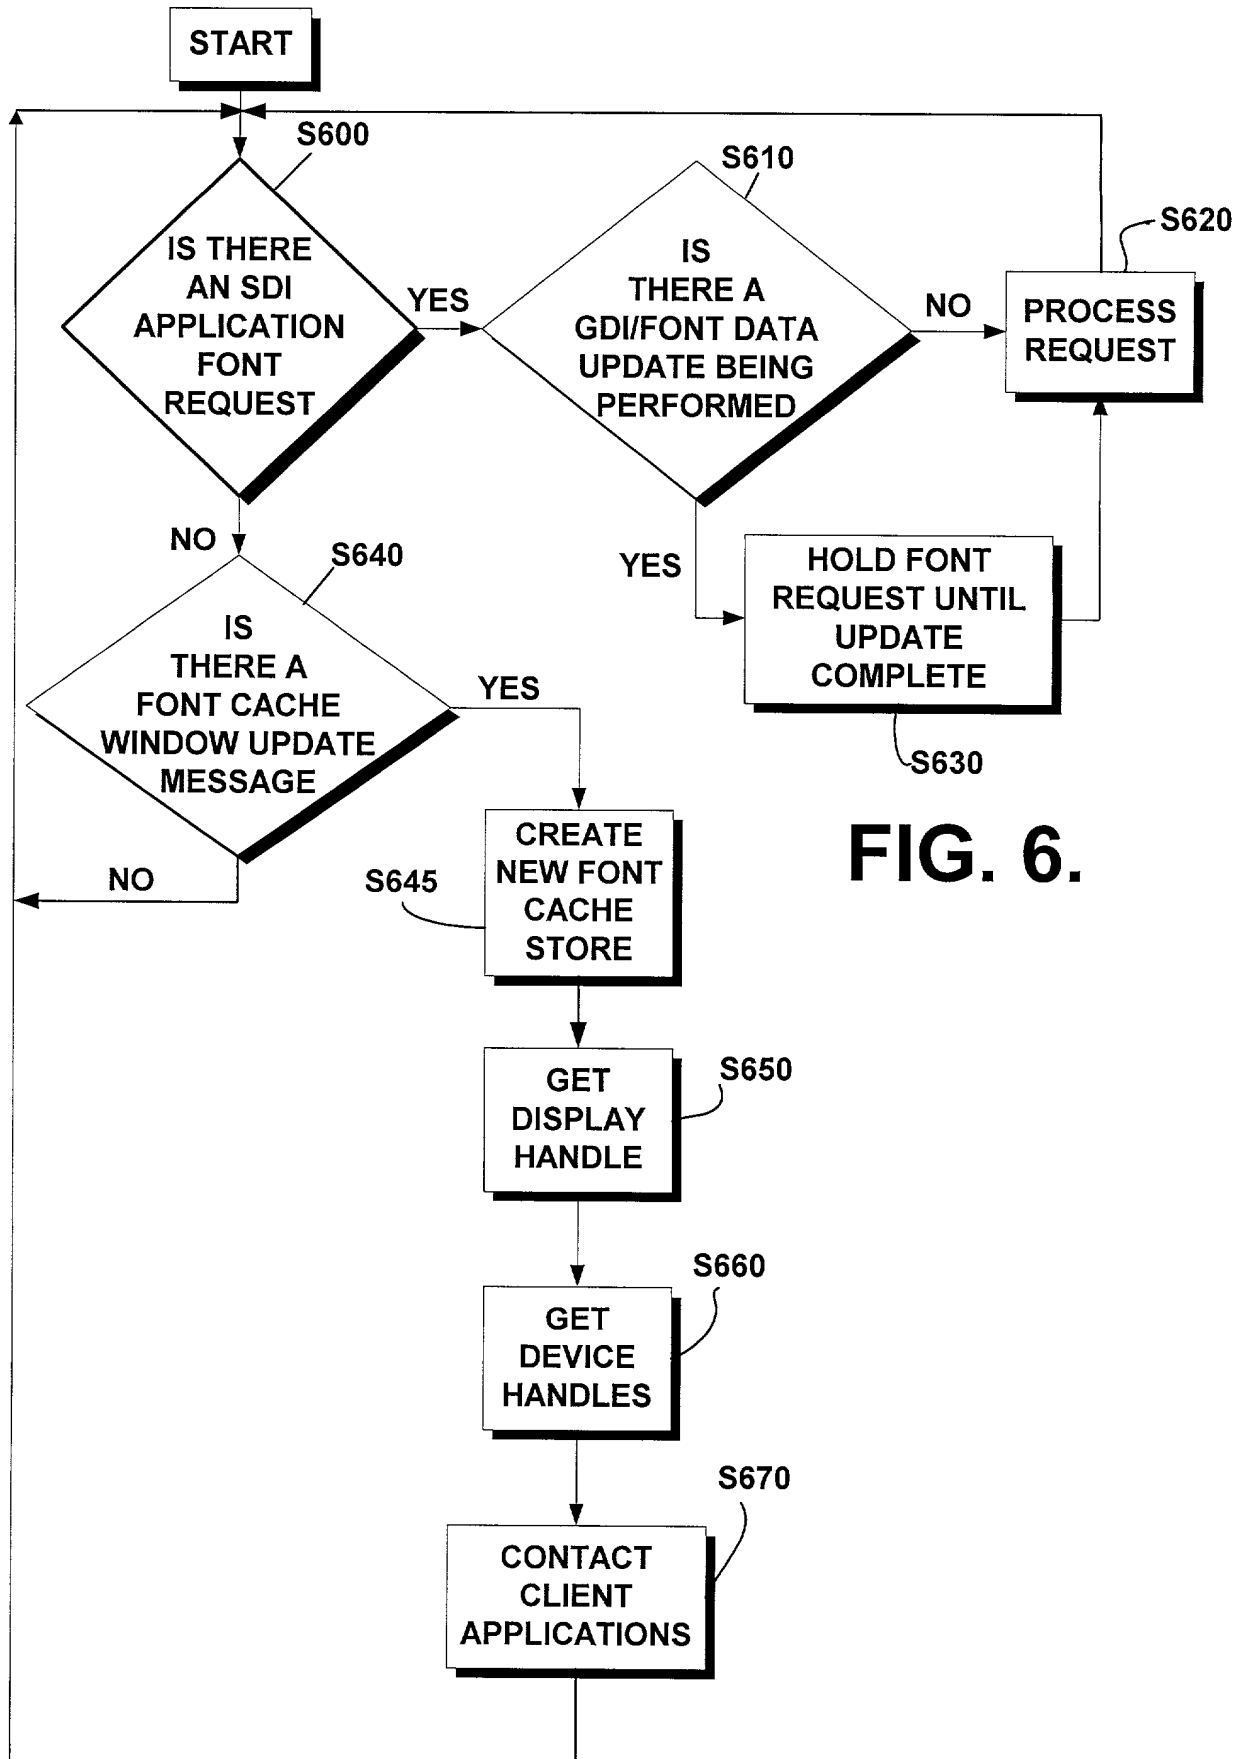 START
S600
IS THERE
AN SDI
APPLICATION
FONT
REQUEST
YES
S610
IS
THERE A
GDI/FONT DATA
UPDATE BEING
PERFORMED
NO
S620
PROCESS
REQUEST
YES
HOLD FONT
REQUEST UNTIL
UPDATE
COMPLETE
S630
NO
S640
IS
THERE A
FONT CACHE
WINDOW UPDATE
MESSAGE
YES
NO
S645
CREATE
NEW FONT
CACHE
STORE
FIG. 6.
S650
GET
DISPLAY
HANDLE
S660
GET
DEVICE
HANDLES
S670
CONTACT
CLIENT
APPLICATIONS